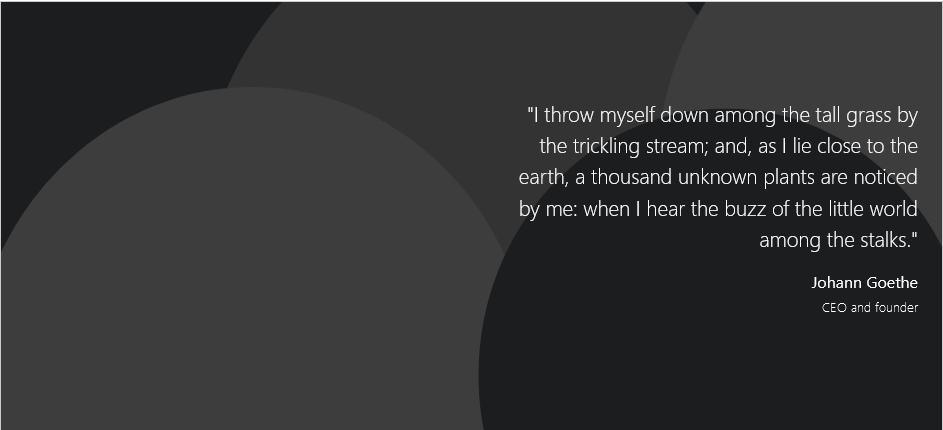 "I throw myself down among the tall grass by
the trickling stream; and, as I lie close to the
earth, a thousand unknown plants are noticed
by me: when I hear the buzz of the little world
among the stalks."
Johann Goethe
CEO and founder